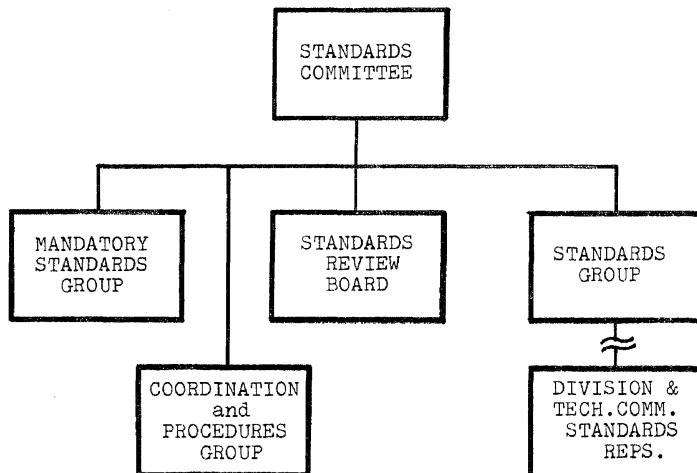 STANDARDS
COMMITTEE
MANDATORY
STANDARDS
GROUP
STANDARDS
REVIEW
BOARD
STANDARDS
GROUP
COORDINATION
and
PROCEDURES
GROUP
DIVISION &
TECH.COMM.
STANDARDS
REPS.